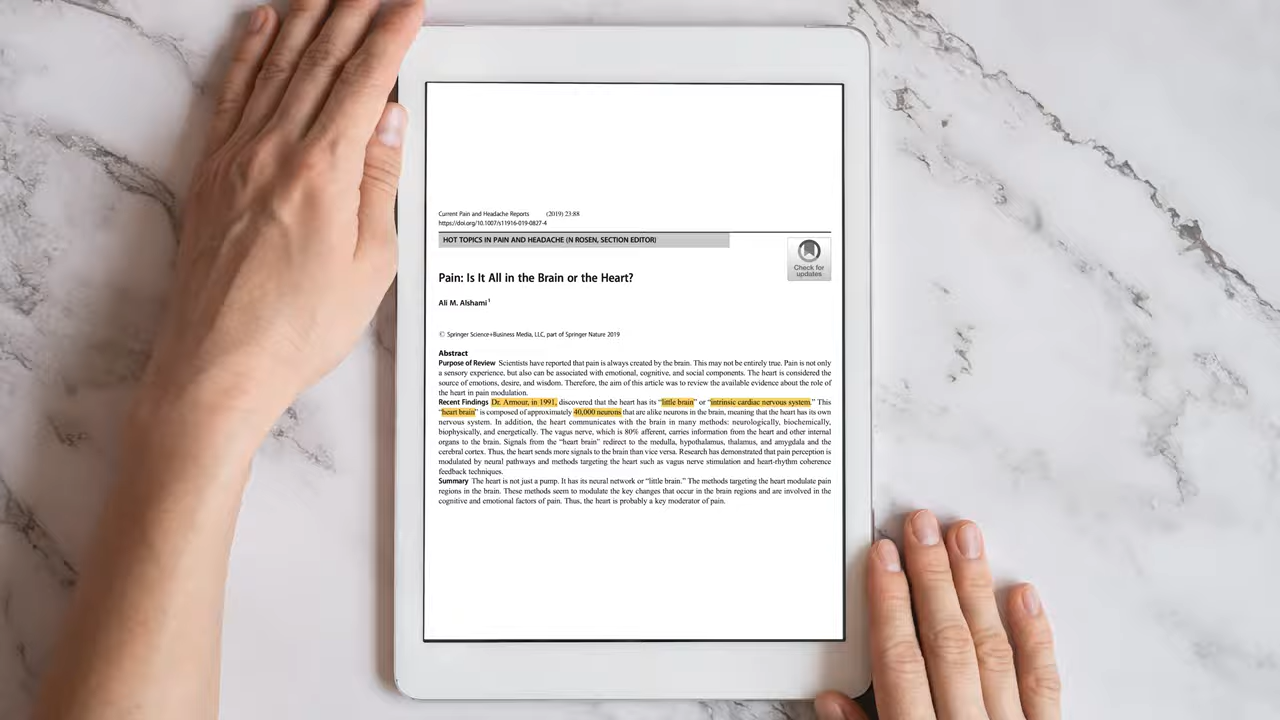 Current Pain and Headache Reports (2019) 23:88
https://doi.org/10.1007/s11916-019-0827-4
HOT TOPICS IN PAIN AND HEADACHE (N ROSEN, SECTION EDITOR)
Check for
updates
Pain: Is It All in the Brain or the Heart?
Ali M. Alshami 1
© Springer Science+Business Media, LLC, part of Springer Nature 2019
Abstract
Purpose of Review Scientists have reported that pain is always created by the brain. This may not be entirely true. Pain is not only
a sensory experience, but also can be associated with emotional, cognitive, and social components. The heart is considered the
source of emotions, desire, and wisdom. Therefore, the aim of this article was to review the available evidence about the role of
the heart in pain modulation.
Recent Findings Dr. Armour, in 1991, discovered that the heart has its "little brain" or "intrinsic cardiac nervous system." This
"heart brain" is composed of approximately 40,000 neurons that are alike neurons in the brain, meaning that the heart has its own
nervous system. In addition, the heart communicates with the brain in many methods: neurologically, biochemically,
biophysically, and energetically. The vagus nerve, which is 80% afferent, carries information from the heart and other internal
organs to the brain. Signals from the "heart brain" redirect to the medulla, hypothalamus, thalamus, and amygdala and the
cerebral cortex. Thus, the heart sends more signals to the brain than vice versa. Research has demonstrated that pain perception is
modulated by neural pathways and methods targeting the heart such as vagus nerve stimulation and heart-rhythm coherence
feedback techniques.
Summary The heart is not just a pump. It has its neural network or "little brain." The methods targeting the heart modulate pain
regions in the brain. These methods seem to modulate the key changes that occur in the brain regions and are involved in the
cognitive and emotional factors of pain. Thus, the heart is probably a key moderator of pain.